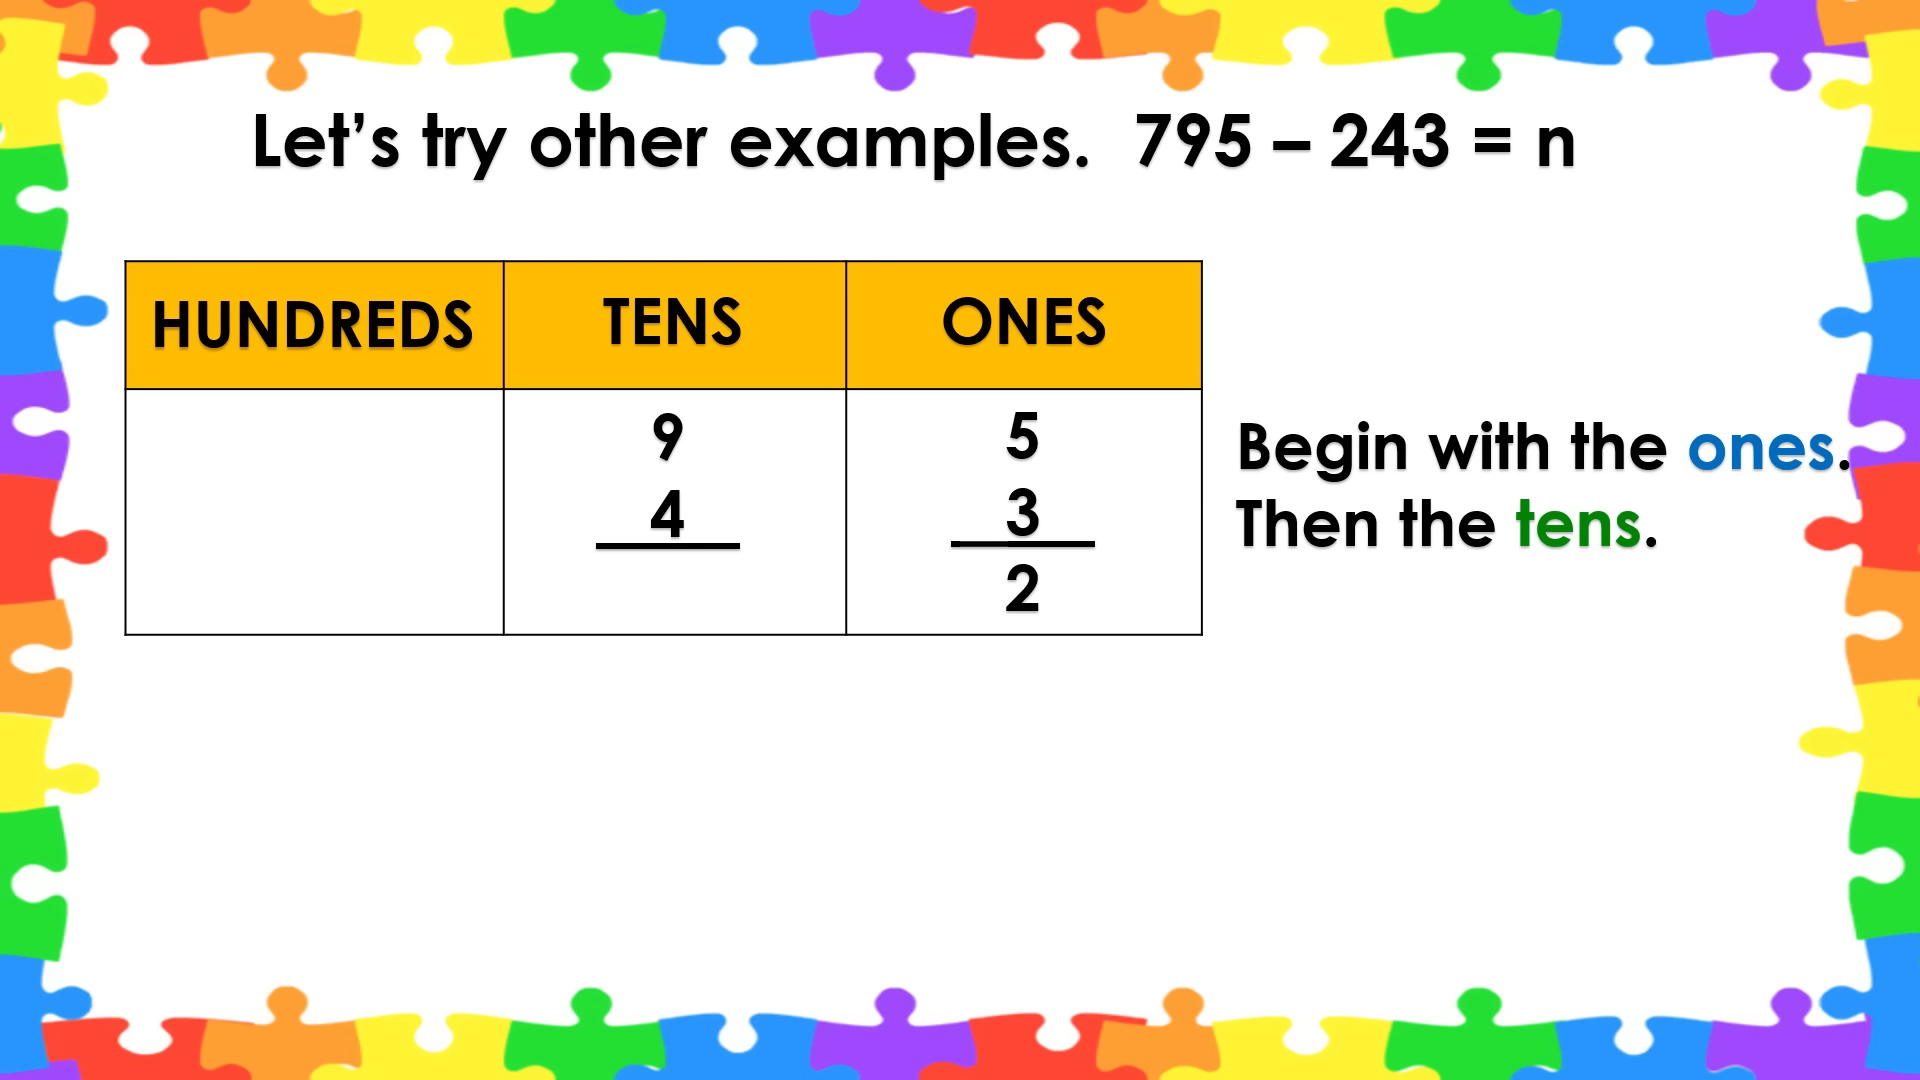 Let’s try other examples.  795 – 243 = n
HUNDREDS TENS ONES
9 5
4 3
2
Begin with the ones.
Then the tens.